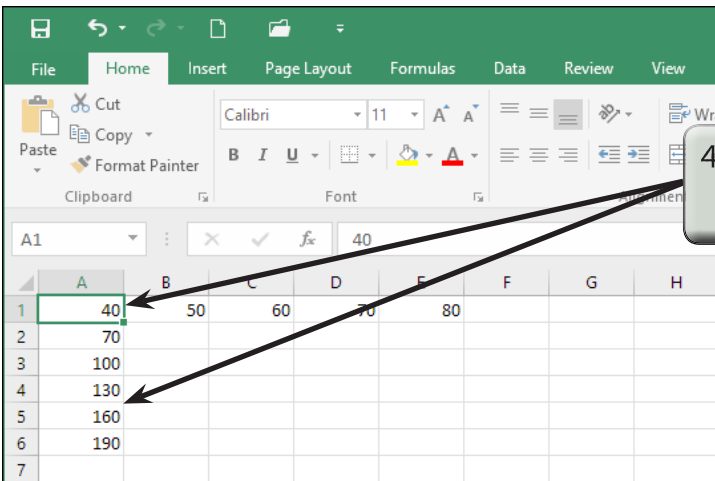 File Home Insert Page Layout Formulas Data Review View
Cut
Copy
Paste
Format Painter
Calibri 11 A A
B I U A
Clipboard Font
4
A1 fx 40
A B C D E F G H
1 40 50 60 70 80
2 70
3 100
4 130
5 160
6 190
7